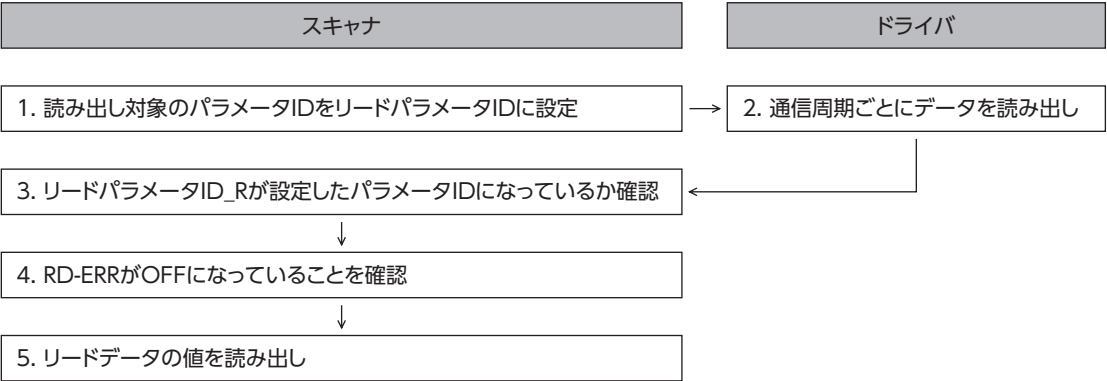 スキャナ
ドライバ
1. 読み出し対象のパラメータIDをリードパラメータIDに設定
2. 通信周期ごとにデータを読み出し
3. リードパラメータID_Rが設定したパラメータIDになっているか確認
4. RD-ERRがOFFになっていることを確認
5. リードデータの値を読み出し